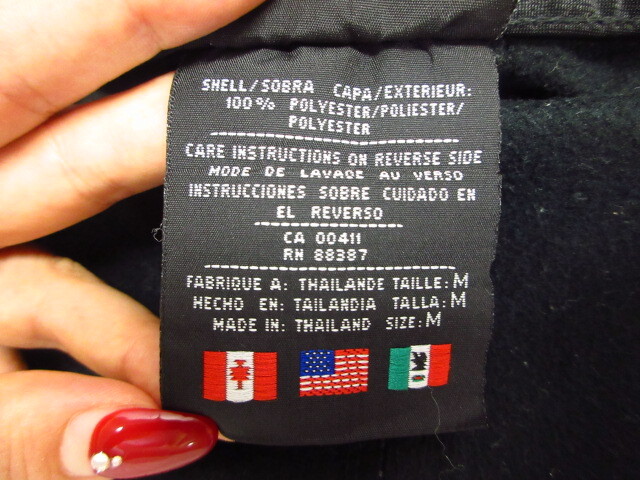 SHELL/SOBRA CAPA/EXTERIEUR:
100% POLYESTER/POLIESTER/
POLYESTER
CARE INSTRUCTIONS ON REVERSE SIDE
MODE DE LAVAGE AU VERSO
INSTRUCCIONES SOBRE CUIDADO EN
EL REVERSO
CA 00411
RN 88387
FABRIQUE A: THAILANDE TAILLE: M
HECHO EN: TAILANDIA TALLA: M
MADE IN: THAILAND SIZE: M